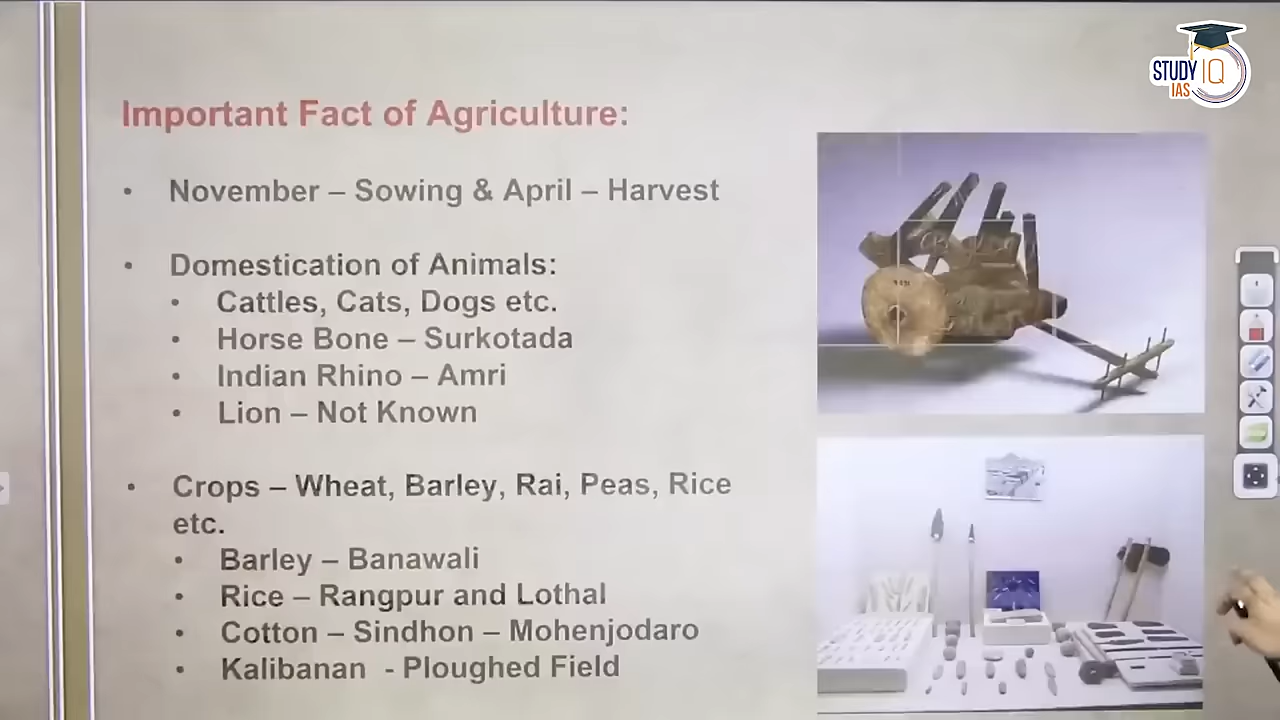 STUDY IQ
IAS
Important Fact of Agriculture:
• November – Sowing & April – Harvest
• Domestication of Animals:
• Cattles, Cats, Dogs etc.
• Horse Bone – Surkotada
• Indian Rhino – Amri
• Lion – Not Known
• Crops – Wheat, Barley, Rai, Peas, Rice
etc.
• Barley – Banawali
• Rice – Rangpur and Lothal
• Cotton – Sindhon – Mohenjodaro
• Kalibanan - Ploughed Field